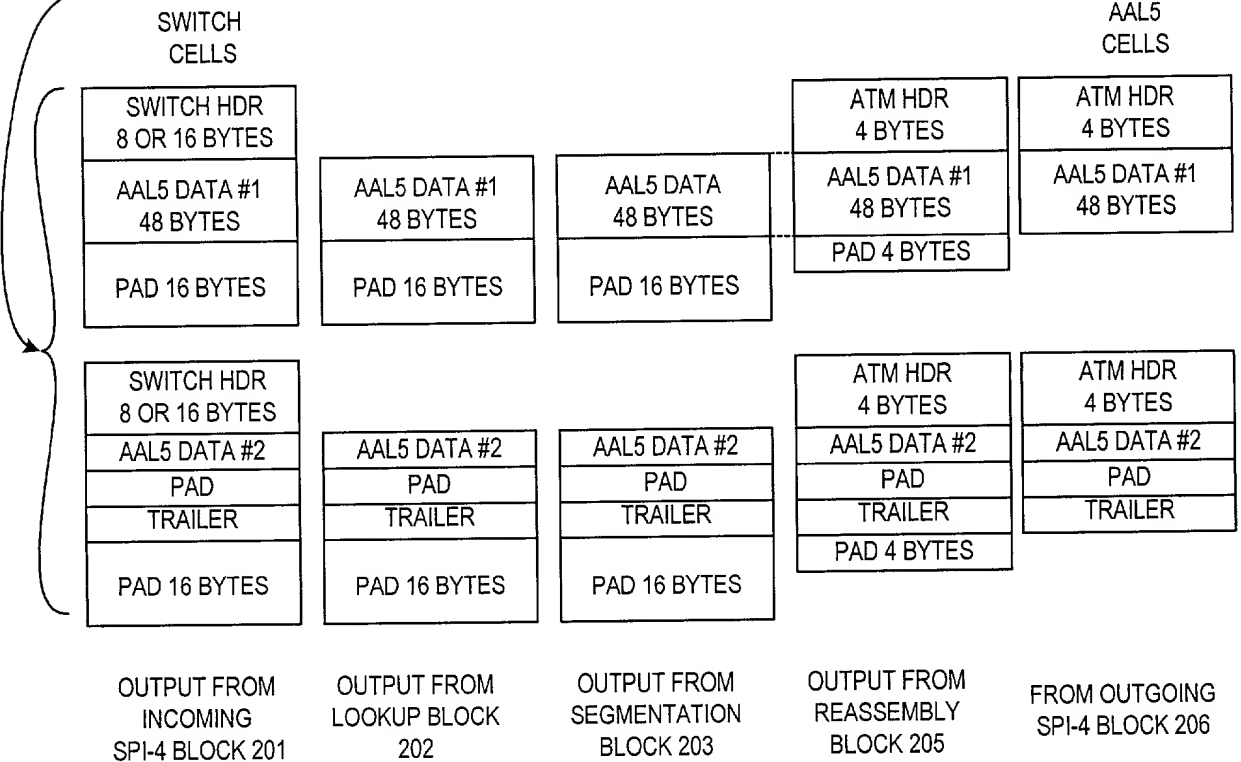 SWITCH
CELLS
AAL5
CELLS
SWITCH HDR
8 OR 16 BYTES
AAL5 DATA #1
48 BYTES
PAD 16 BYTES
AAL5 DATA #1
48 BYTES
PAD 16 BYTES
AAL5 DATA
48 BYTES
PAD 16 BYTES
ATM HDR
4 BYTES
AAL5 DATA #1
48 BYTES
PAD 4 BYTES
ATM HDR
4 BYTES
AAL5 DATA #1
48 BYTES
SWITCH HDR
8 OR 16 BYTES
AAL5 DATA #2
PAD
TRAILER
PAD 16 BYTES
AAL5 DATA #2
PAD
TRAILER
PAD 16 BYTES
AAL5 DATA #2
PAD
TRAILER
PAD 16 BYTES
ATM HDR
4 BYTES
AAL5 DATA #2
PAD
TRAILER
PAD 4 BYTES
ATM HDR
4 BYTES
AAL5 DATA #2
PAD
TRAILER
OUTPUT FROM
INCOMING
SPI-4 BLOCK 201
OUTPUT FROM
LOOKUP BLOCK
202
OUTPUT FROM
SEGMENTATION
BLOCK 203
OUTPUT FROM
REASSEMBLY
BLOCK 205
FROM OUTGOING
SPI-4 BLOCK 206